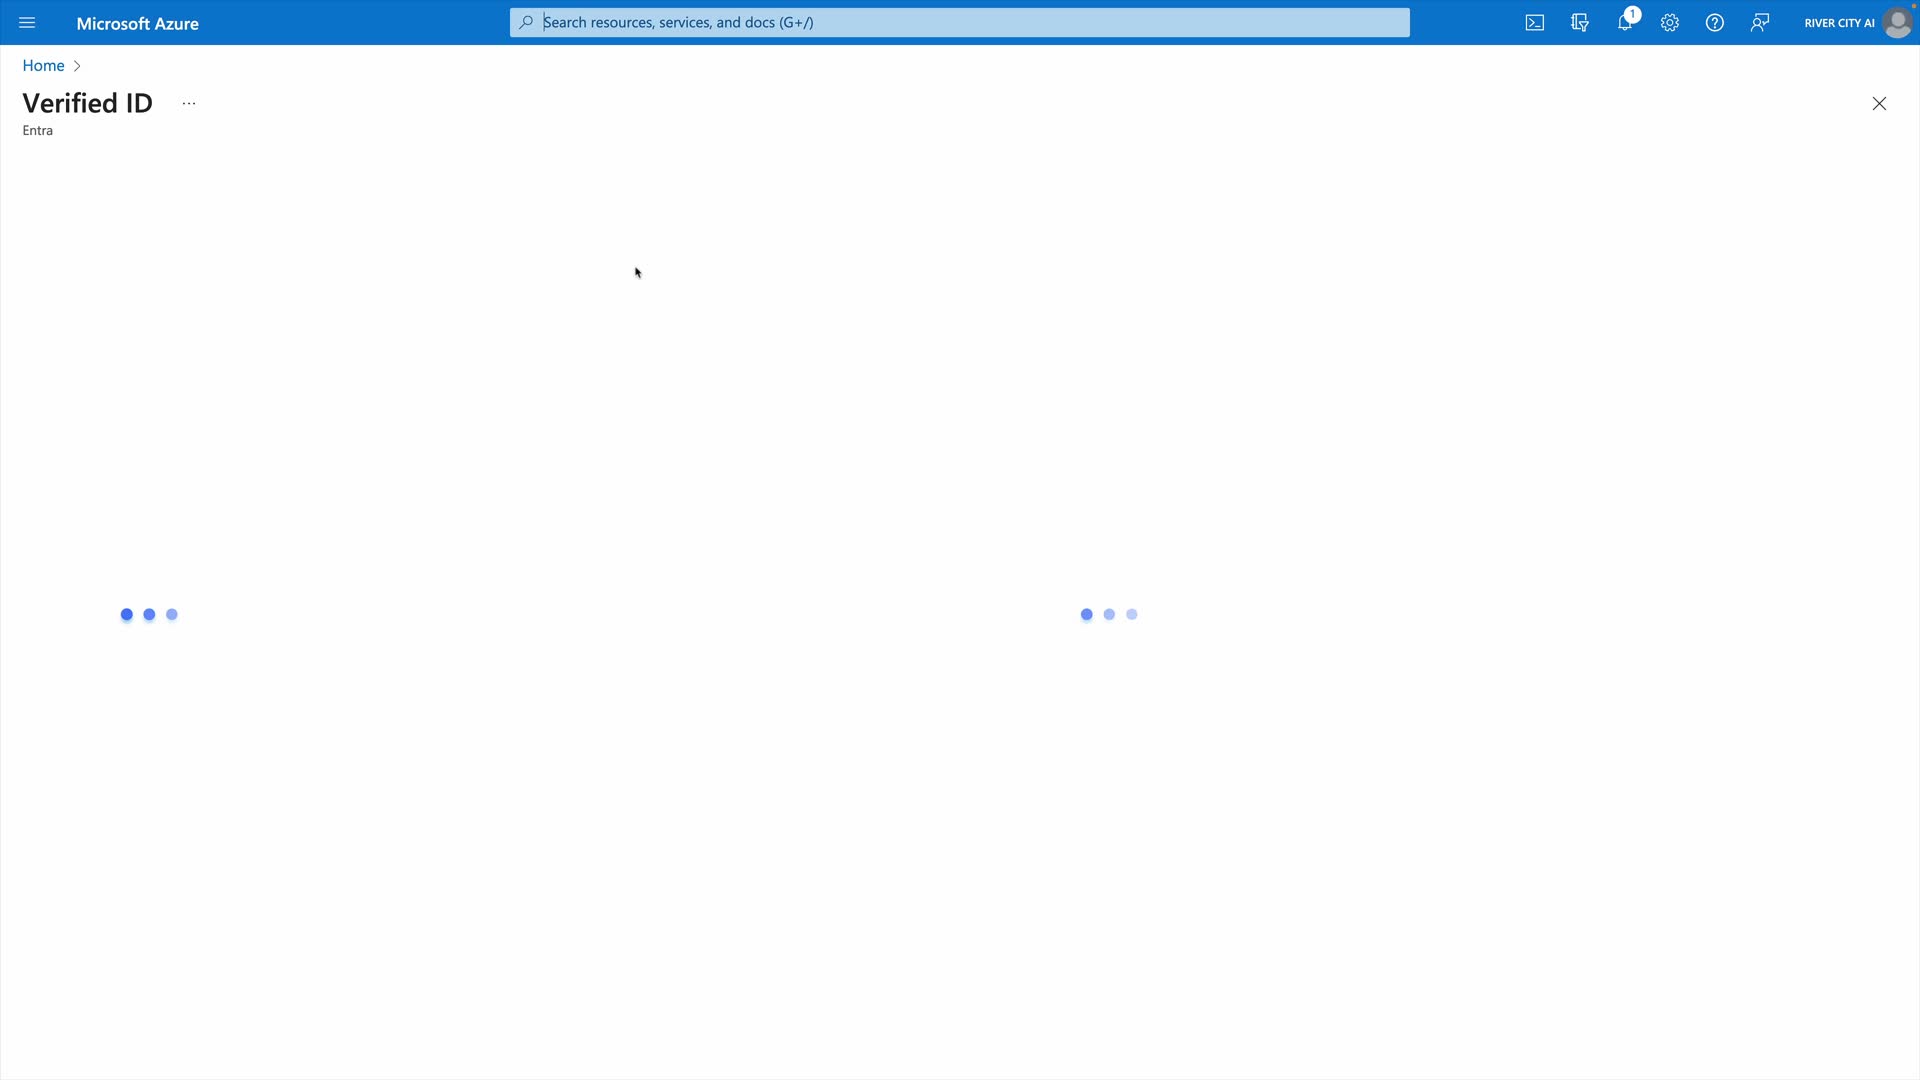 Microsoft Azure
Search resources, services, and docs (G+/)
1
RIVER CITY AI
Home
Verified ID
...
Entra